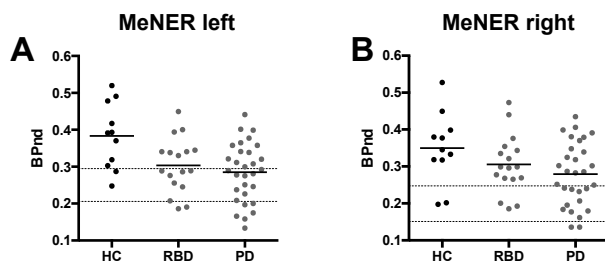 MeNER left
A
BPnd
0.6
0.5
0.4
0.3
0.2
0.1
HC RBD PD
MeNER right
B
BPnd
0.6
0.5
0.4
0.3
0.2
0.1
HC RBD PD